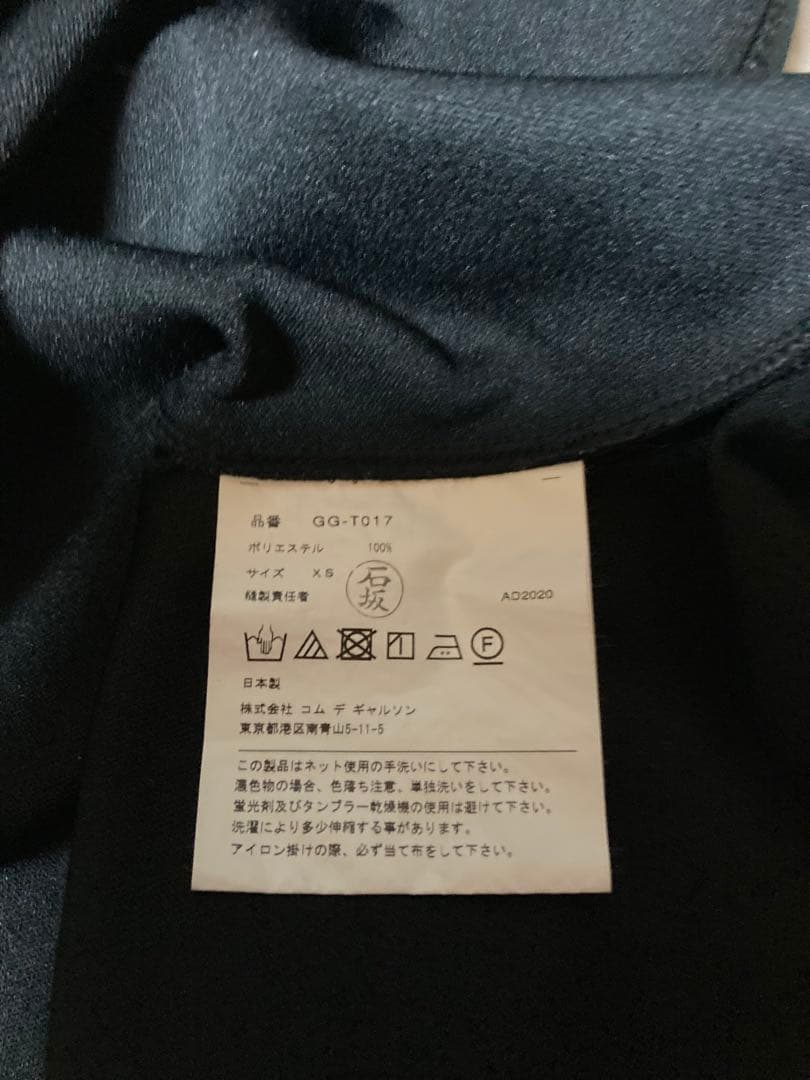 品番 GG-T017
ポリエステル 100%
サイズ XS
石坂
縫製責任者 AD2020
F
日本製
株式会社 コム デ ギャルソン
東京都港区南青山5-11-5
この製品はネット使用の手洗いにして下さい。
濃色物の場合、色落ち注意、単独洗いをして下さい。
蛍光剤及びタンブラー乾燥機の使用は避けて下さい。
洗濯により多少伸縮する事があります。
アイロン掛けの際、必ず当て布をして下さい。